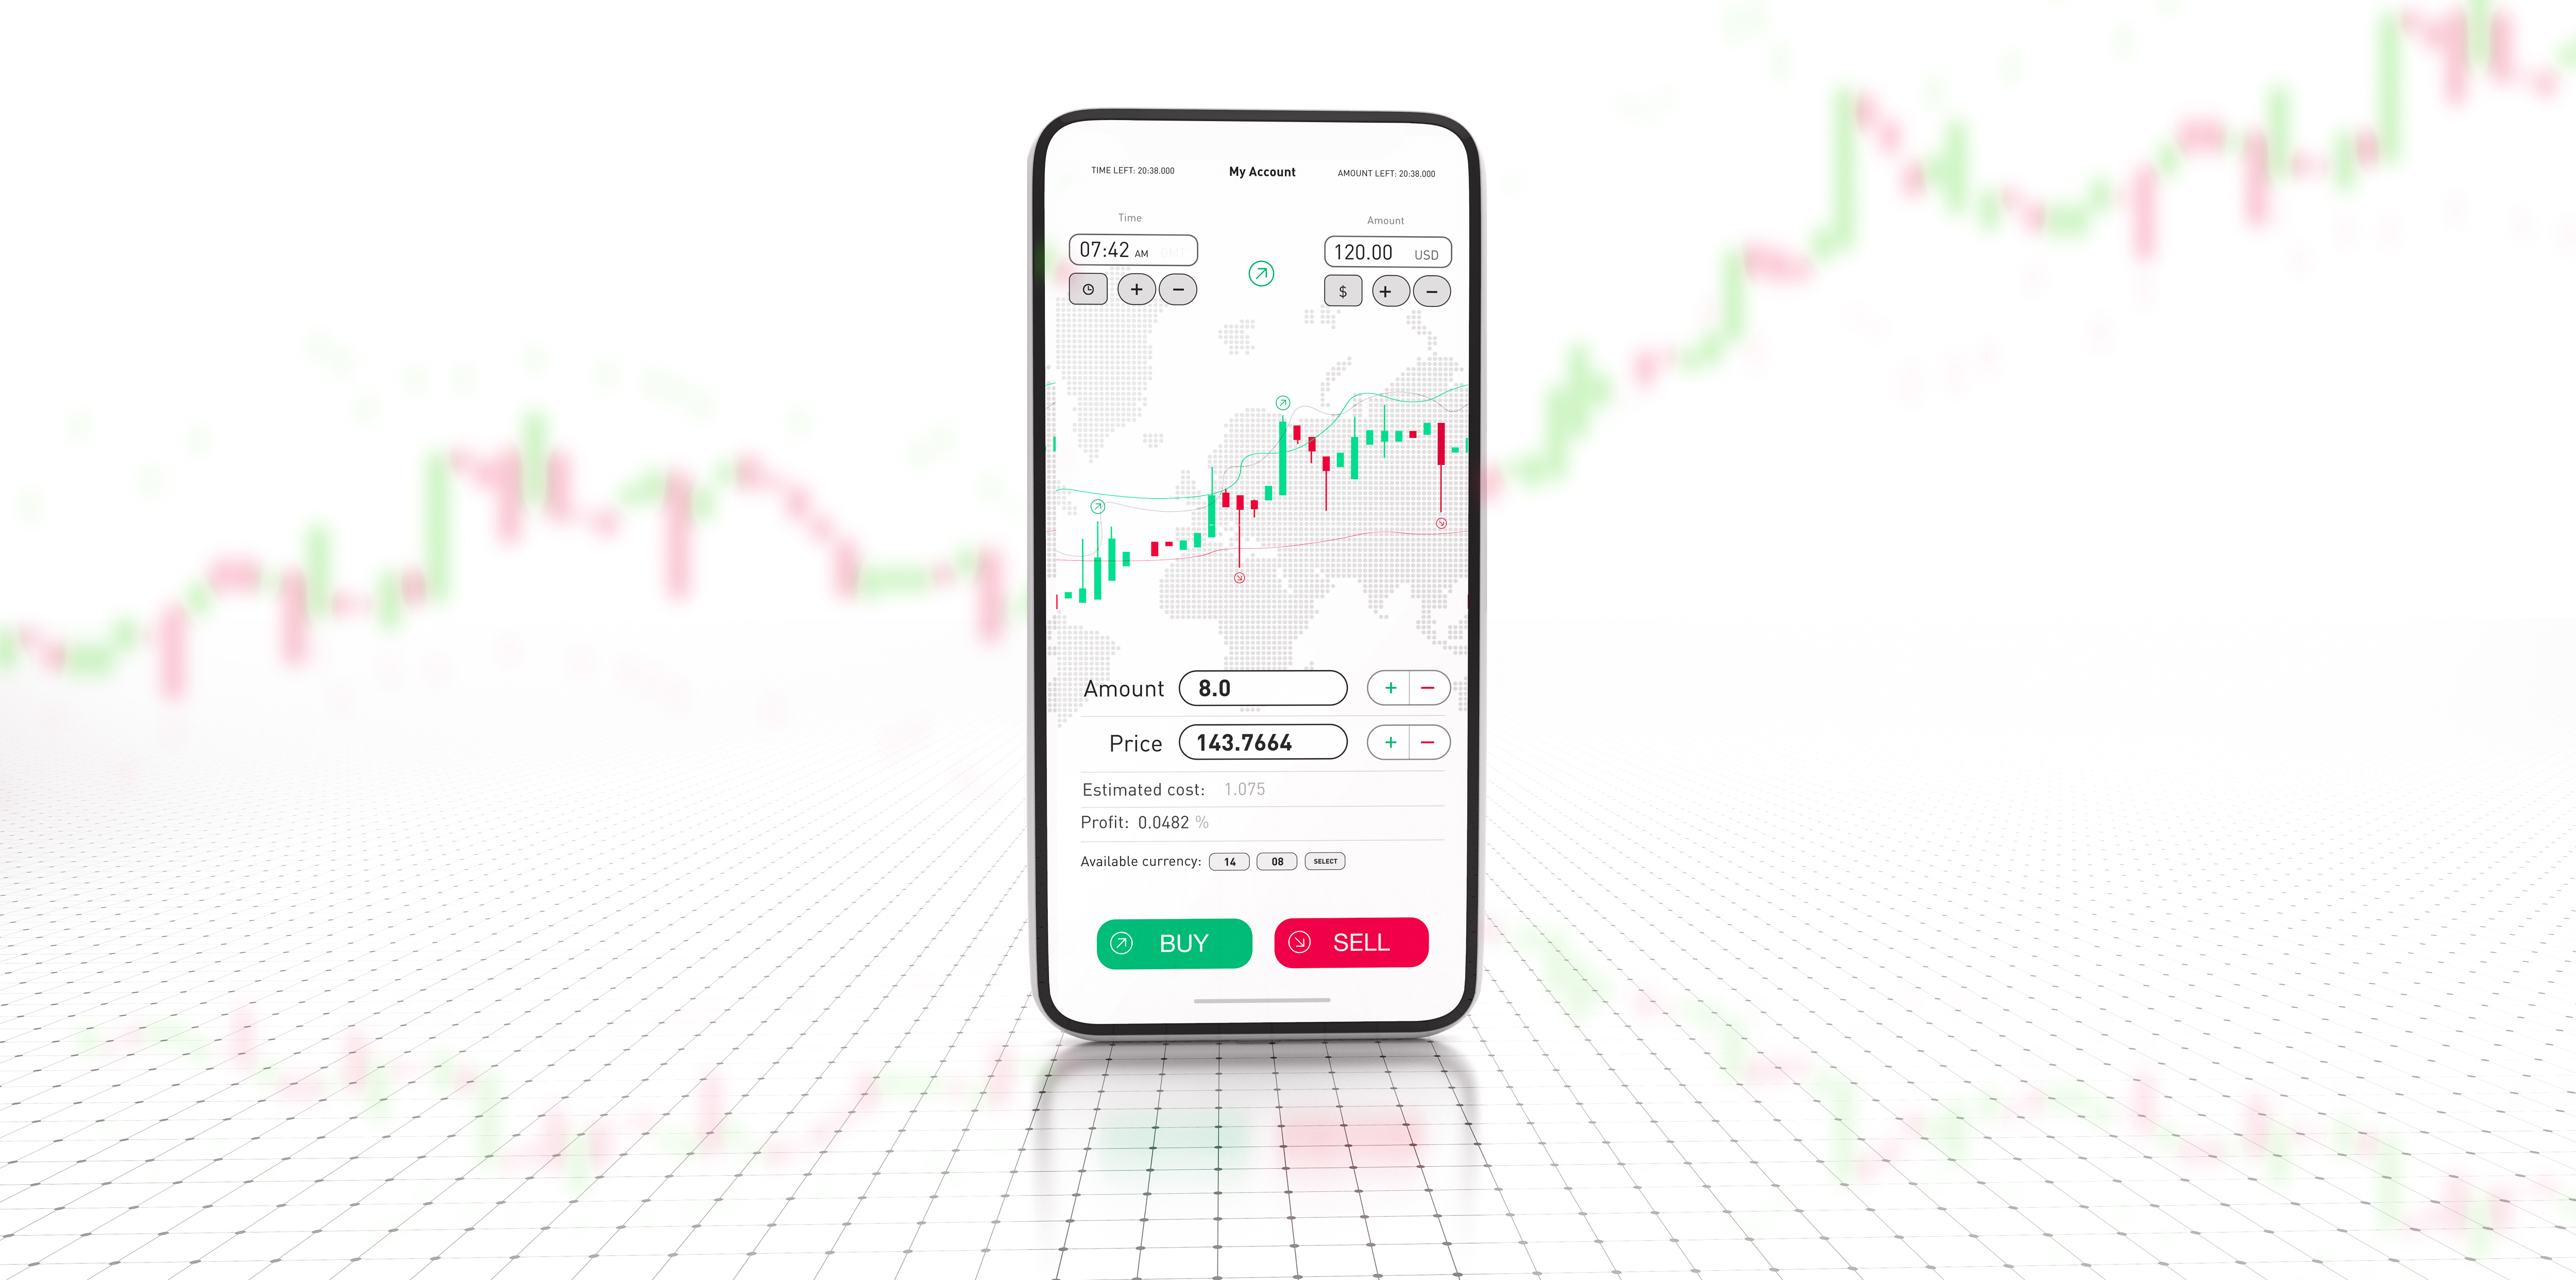 TIME LEFT: 20:38.000
My Account
AMOUNT LEFT: 20:38.000
Time
Amount
07:42 AM GMT
120.00 USD
+ −
$ + −
Amount 8.0 + −
Price 143.7664 + −
Estimated cost: 1.075
Profit: 0.0482 %
Available currency: 14 08 SELECT
BUY
SELL